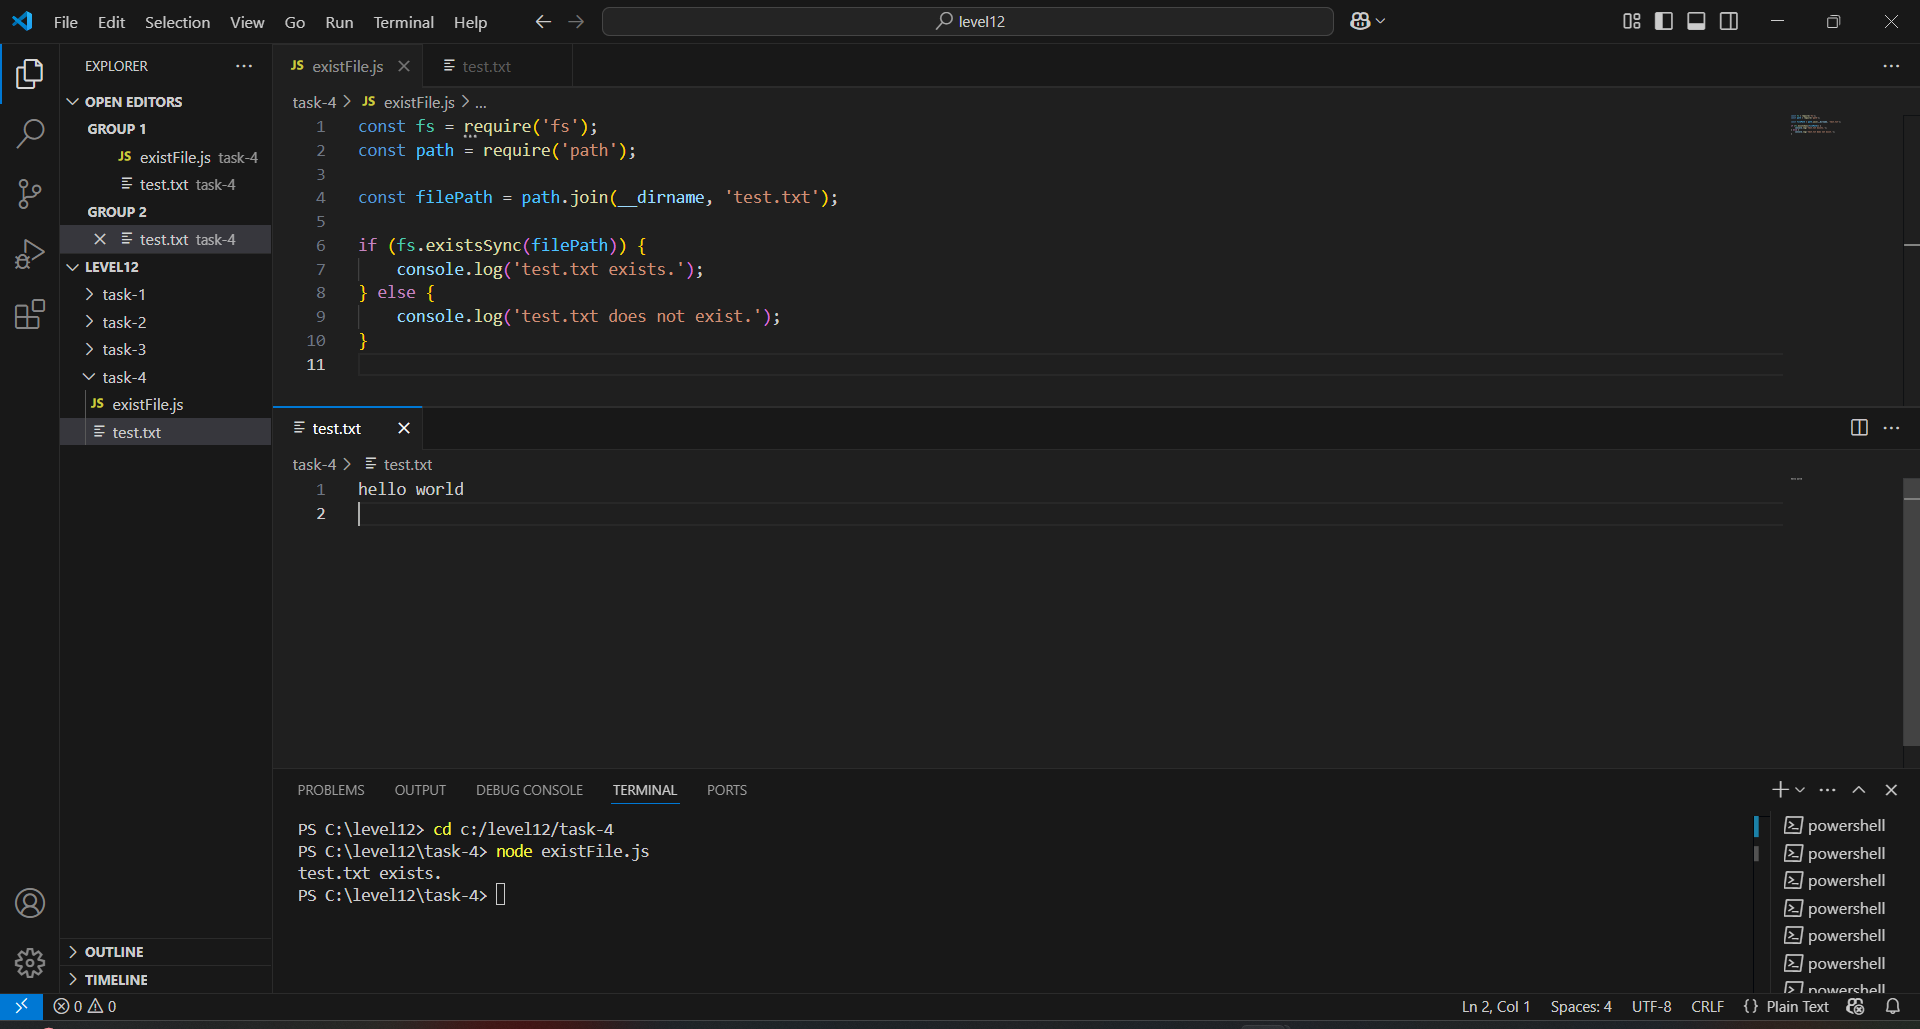 File Edit Selection View Go Run Terminal Help
level12
EXPLORER
OPEN EDITORS
GROUP 1
JS existFile.js task-4
test.txt task-4
GROUP 2
test.txt task-4
LEVEL12
task-1
task-2
task-3
task-4
JS existFile.js
test.txt
OUTLINE
TIMELINE
JS existFile.js
test.txt
task-4 > JS existFile.js > ...
1 const fs = require('fs');
2 const path = require('path');
3
4 const filePath = path.join(__dirname, 'test.txt');
5
6 if (fs.existsSync(filePath)) {
7 console.log('test.txt exists.');
8 } else {
9 console.log('test.txt does not exist.');
10 }
11
test.txt
task-4 > test.txt
1 hello world
2
PROBLEMS OUTPUT DEBUG CONSOLE TERMINAL PORTS
PS C:\level12> cd c:/level12/task-4
PS C:\level12\task-4> node existFile.js
test.txt exists.
PS C:\level12\task-4>
powershell
powershell
powershell
powershell
powershell
powershell
powershell
0 0
Ln 2, Col 1 Spaces: 4 UTF-8 CRLF {} Plain Text